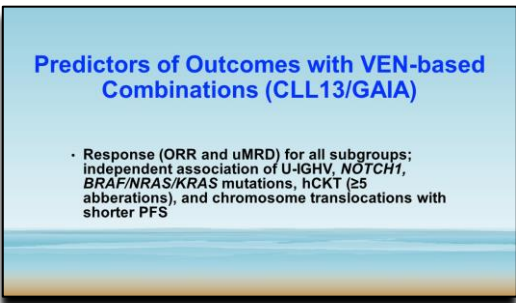 Predictors of Outcomes with VEN-based
Combinations (CLL13/GAIA)
• Response (ORR and uMRD) for all subgroups;
independent association of U-IGHV, NOTCH1,
BRAF/NRAS/KRAS mutations, hCKT (≥5
abberations), and chromosome translocations with
shorter PFS